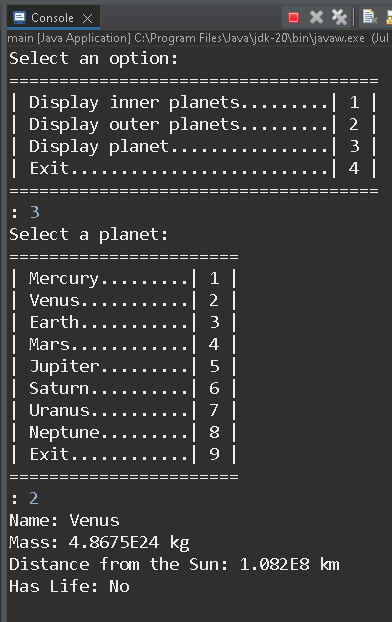 Console
main [Java Application] C:\Program Files\Java\jdk-20\bin\javaw.exe (Jul
Select an option:
=====================================
| Display inner planets.........| 1 |
| Display outer planets.........| 2 |
| Display planet................| 3 |
| Exit..........................| 4 |
=====================================
: 3
Select a planet:
=======================
| Mercury.........| 1 |
| Venus...........| 2 |
| Earth...........| 3 |
| Mars............| 4 |
| Jupiter.........| 5 |
| Saturn..........| 6 |
| Uranus..........| 7 |
| Neptune.........| 8 |
| Exit............| 9 |
=======================
: 2
Name: Venus
Mass: 4.8675E24 kg
Distance from the Sun: 1.082E8 km
Has Life: No